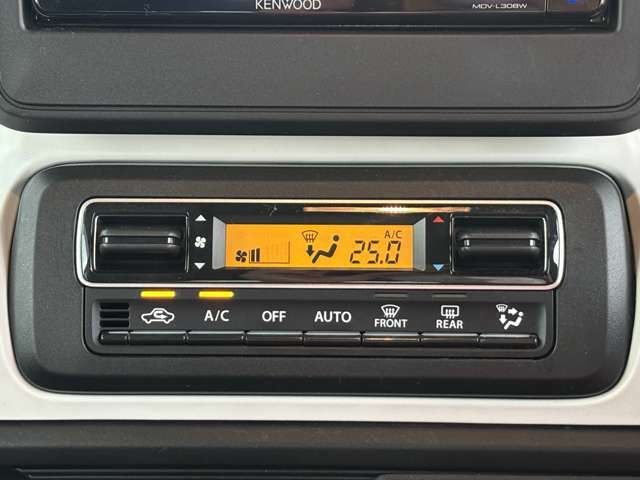 KENWOOD MDV-L308W
A/C
25.0
A/C OFF AUTO FRONT REAR